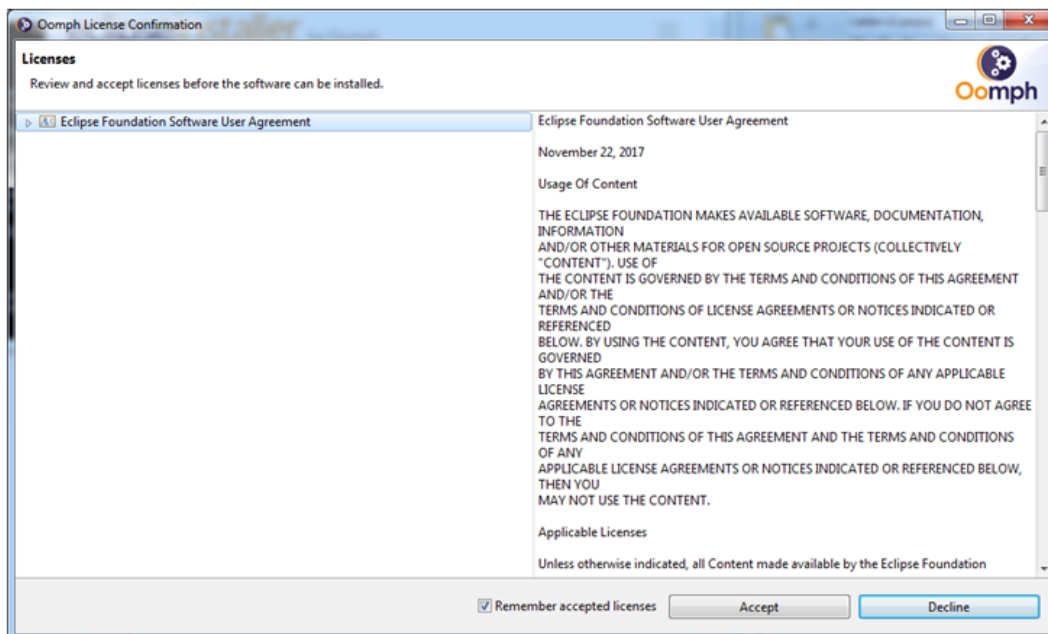 Oomph License Confirmation
Licenses
Review and accept licenses before the software can be installed.
Oomph
Eclipse Foundation Software User Agreement
Eclipse Foundation Software User Agreement
November 22, 2017
Usage Of Content
THE ECLIPSE FOUNDATION MAKES AVAILABLE SOFTWARE, DOCUMENTATION,
INFORMATION
AND/OR OTHER MATERIALS FOR OPEN SOURCE PROJECTS (COLLECTIVELY
"CONTENT"). USE OF
THE CONTENT IS GOVERNED BY THE TERMS AND CONDITIONS OF THIS AGREEMENT
AND/OR THE
TERMS AND CONDITIONS OF LICENSE AGREEMENTS OR NOTICES INDICATED OR
REFERENCED
BELOW. BY USING THE CONTENT, YOU AGREE THAT YOUR USE OF THE CONTENT IS
GOVERNED
BY THIS AGREEMENT AND/OR THE TERMS AND CONDITIONS OF ANY APPLICABLE
LICENSE
AGREEMENTS OR NOTICES INDICATED OR REFERENCED BELOW. IF YOU DO NOT AGREE
TO THE
TERMS AND CONDITIONS OF THIS AGREEMENT AND THE TERMS AND CONDITIONS
OF ANY
APPLICABLE LICENSE AGREEMENTS OR NOTICES INDICATED OR REFERENCED BELOW,
THEN YOU
MAY NOT USE THE CONTENT.
Applicable Licenses
Unless otherwise indicated, all Content made available by the Eclipse Foundation
Remember accepted licenses
Accept
Decline